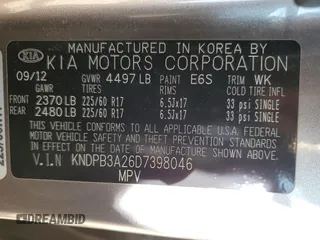 MANUFACTURED IN KOREA BY
KIA KIA MOTORS CORPORATION
09/12 GVWR 4497 LB PAINT E6S TRIM WK
GAWR TIRES RIMS COLD TIRE INFL
FRONT 2370 LB 225/60 R17 6.5JX17 33 psi SINGLE
REAR 2480 LB 225/60 R17 6.5JX17 33 psi SINGLE
THIS VEHICLE CONFORMS TO ALL APPLICABLE FEDERAL
MOTOR VEHICLE SAFETY AND THEFT PREVENTION STANDARDS
IN EFFECT ON THE DATE OF MANUFACTURE SHOWN ABOVE.
V.I.N KNDPB3A26D7398046
MPV
DREAMBID